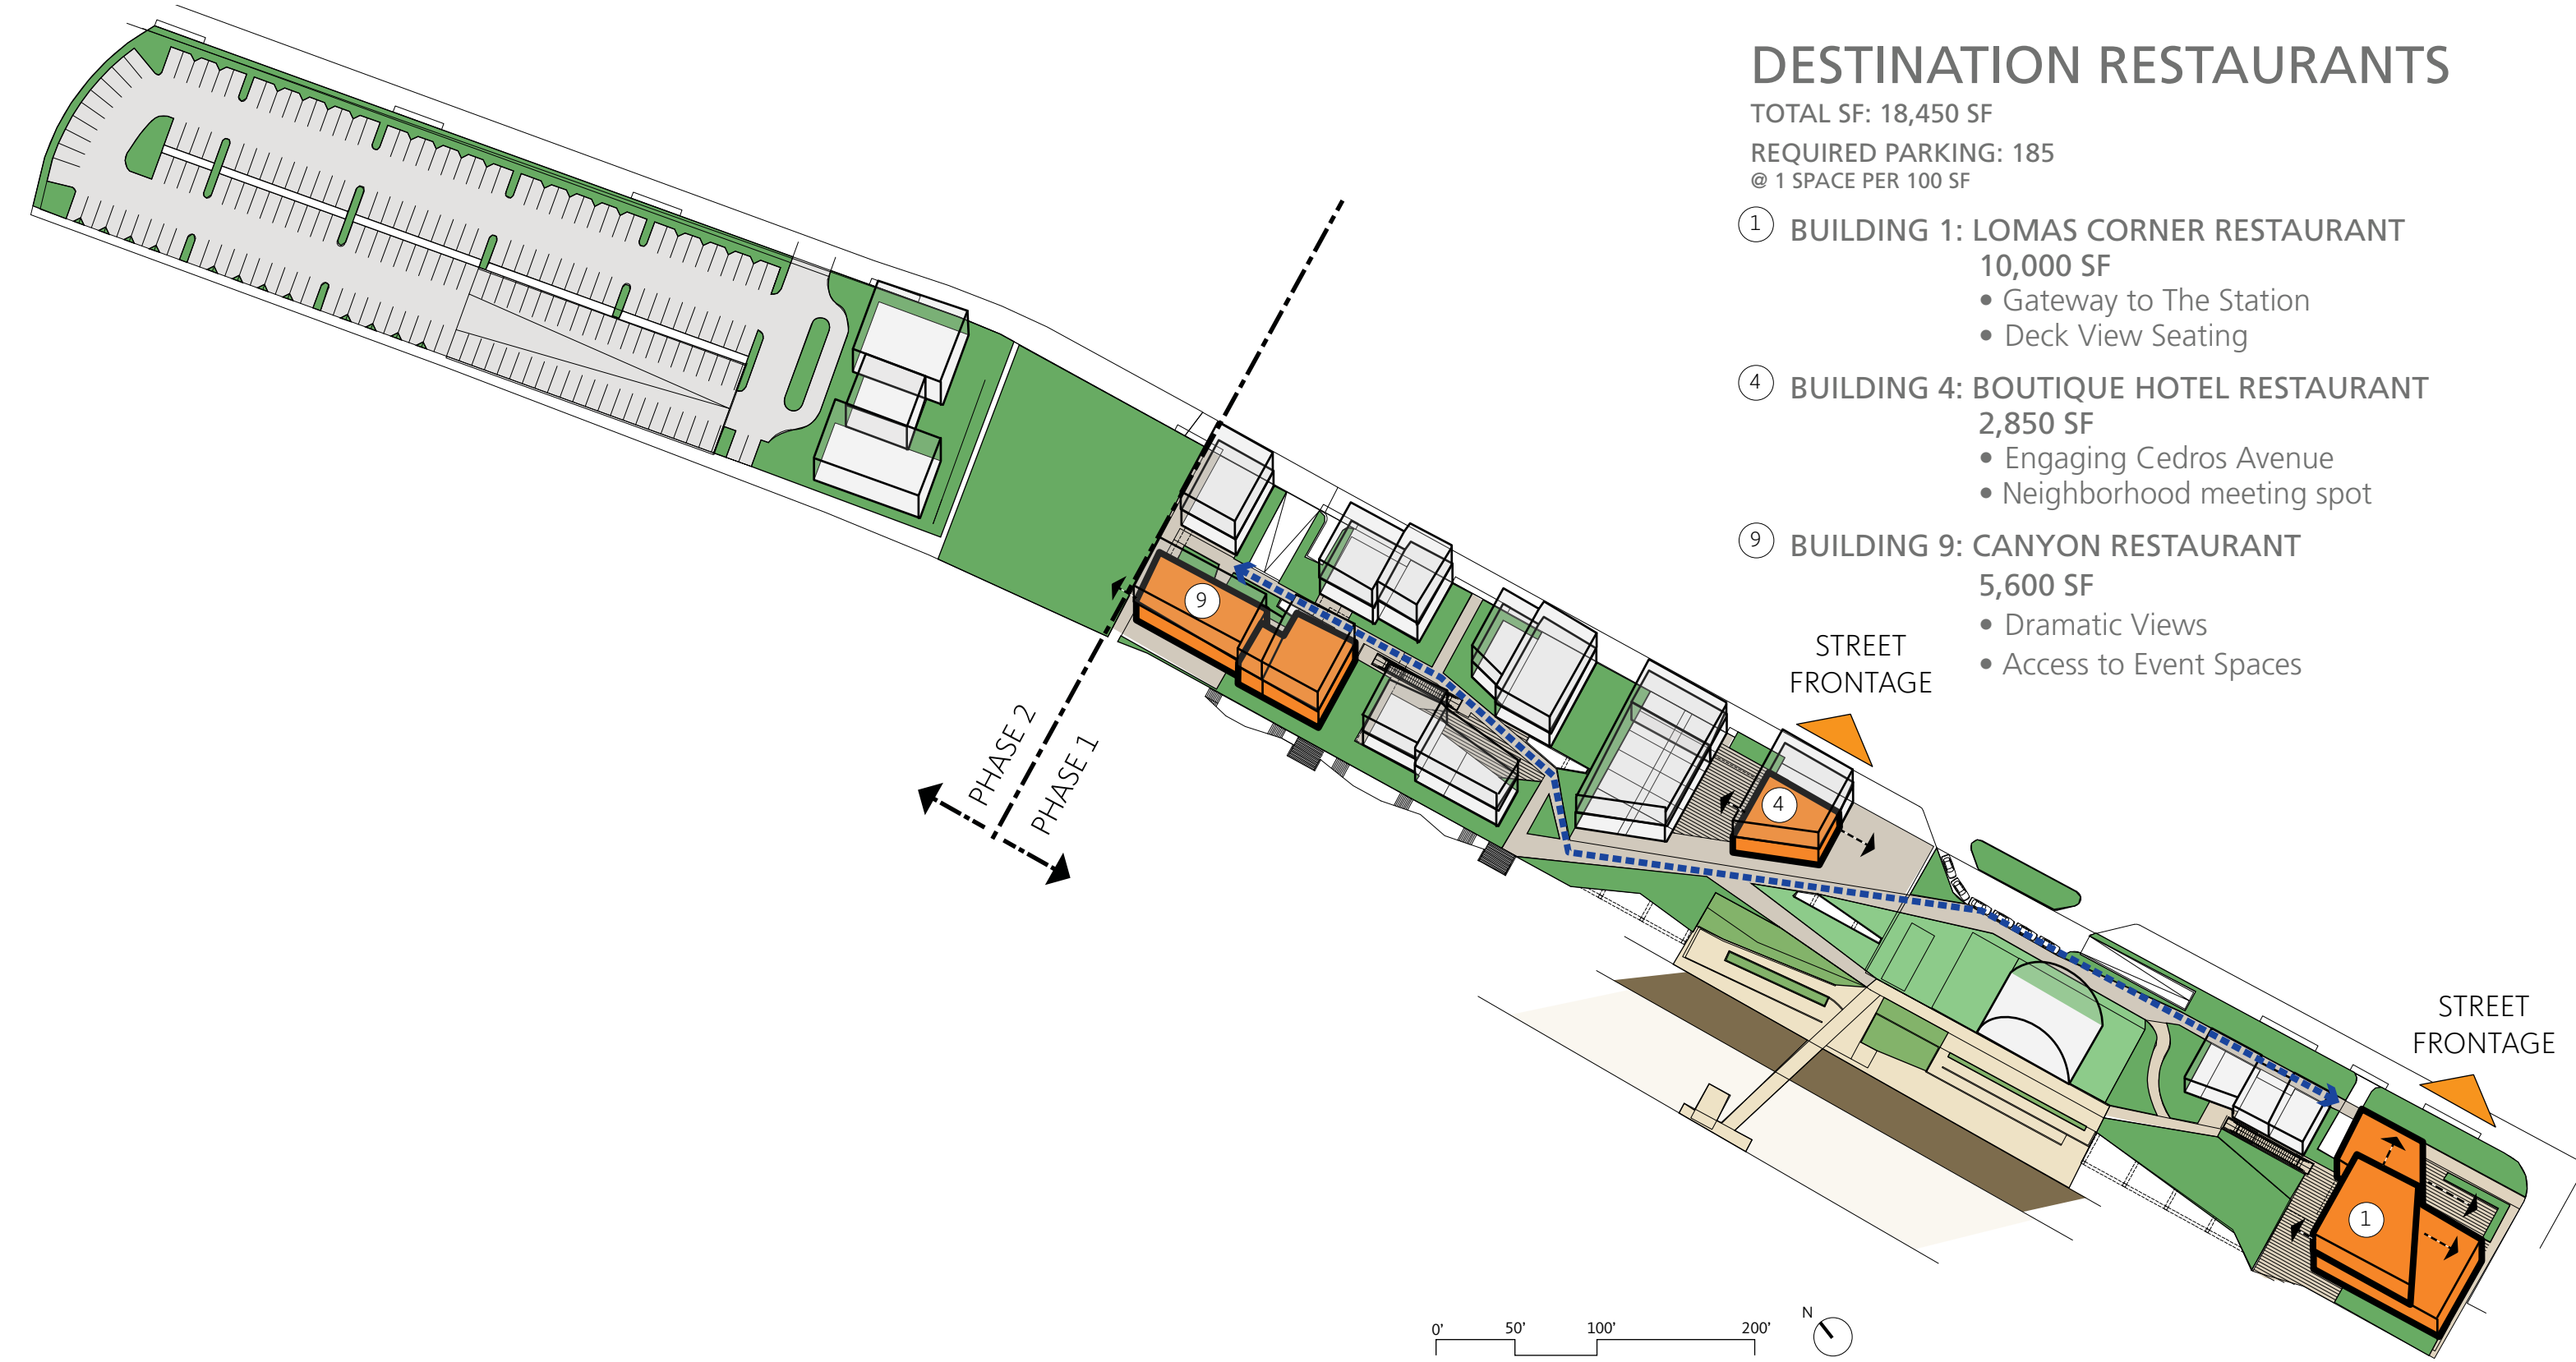 DESTINATION RESTAURANTS
TOTAL SF: 18,450 SF
REQUIRED PARKING: 185
@ 1 SPACE PER 100 SF
1 BUILDING 1: LOMAS CORNER RESTAURANT
10,000 SF
• Gateway to The Station
• Deck View Seating
4 BUILDING 4: BOUTIQUE HOTEL RESTAURANT
2,850 SF
• Engaging Cedros Avenue
• Neighborhood meeting spot
9 BUILDING 9: CANYON RESTAURANT
5,600 SF
• Dramatic Views
• Access to Event Spaces
STREET
FRONTAGE
9
PHASE 2
PHASE 1
4
STREET
FRONTAGE
1
0' 50' 100' 200'
N